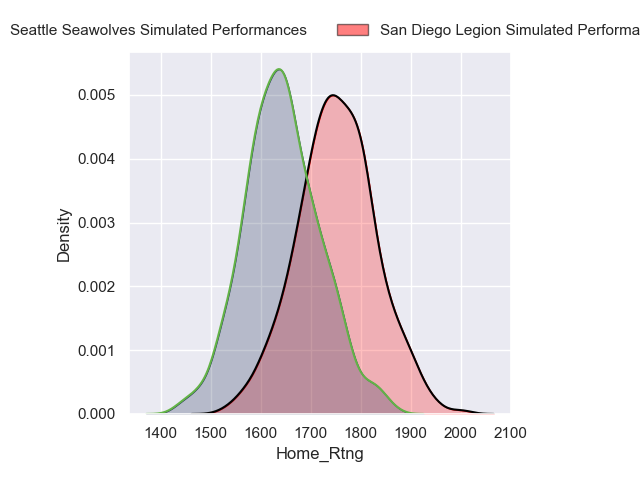 Seattle Seawolves Simulated Performances
San Diego Legion Simulated Performa
0.005
0.004
0.003
0.002
0.001
0.000
Density
1400 1500 1600 1700 1800 1900 2000 2100
Home_Rtng